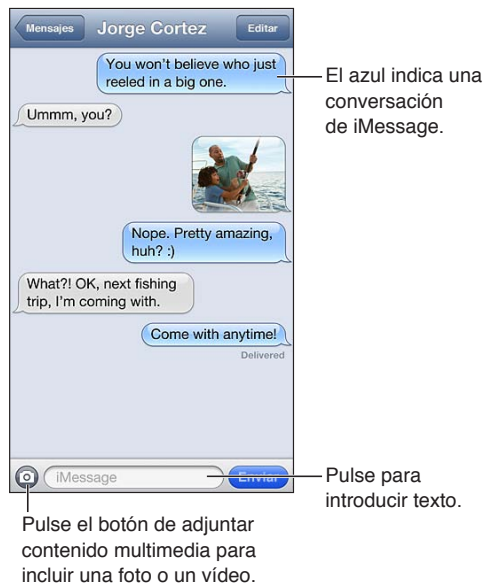 Mensajes Jorge Cortez Editar
You won't believe who just
reeled in a big one.
El azul indica una
conversación
de iMessage.
Ummm, you?
Nope. Pretty amazing,
huh? :)
What?! OK, next fishing
trip, I'm coming with.
Come with anytime!
Delivered
iMessage Enviar
Pulse para
introducir texto.
Pulse el botón de adjuntar
contenido multimedia para
incluir una foto o un vídeo.